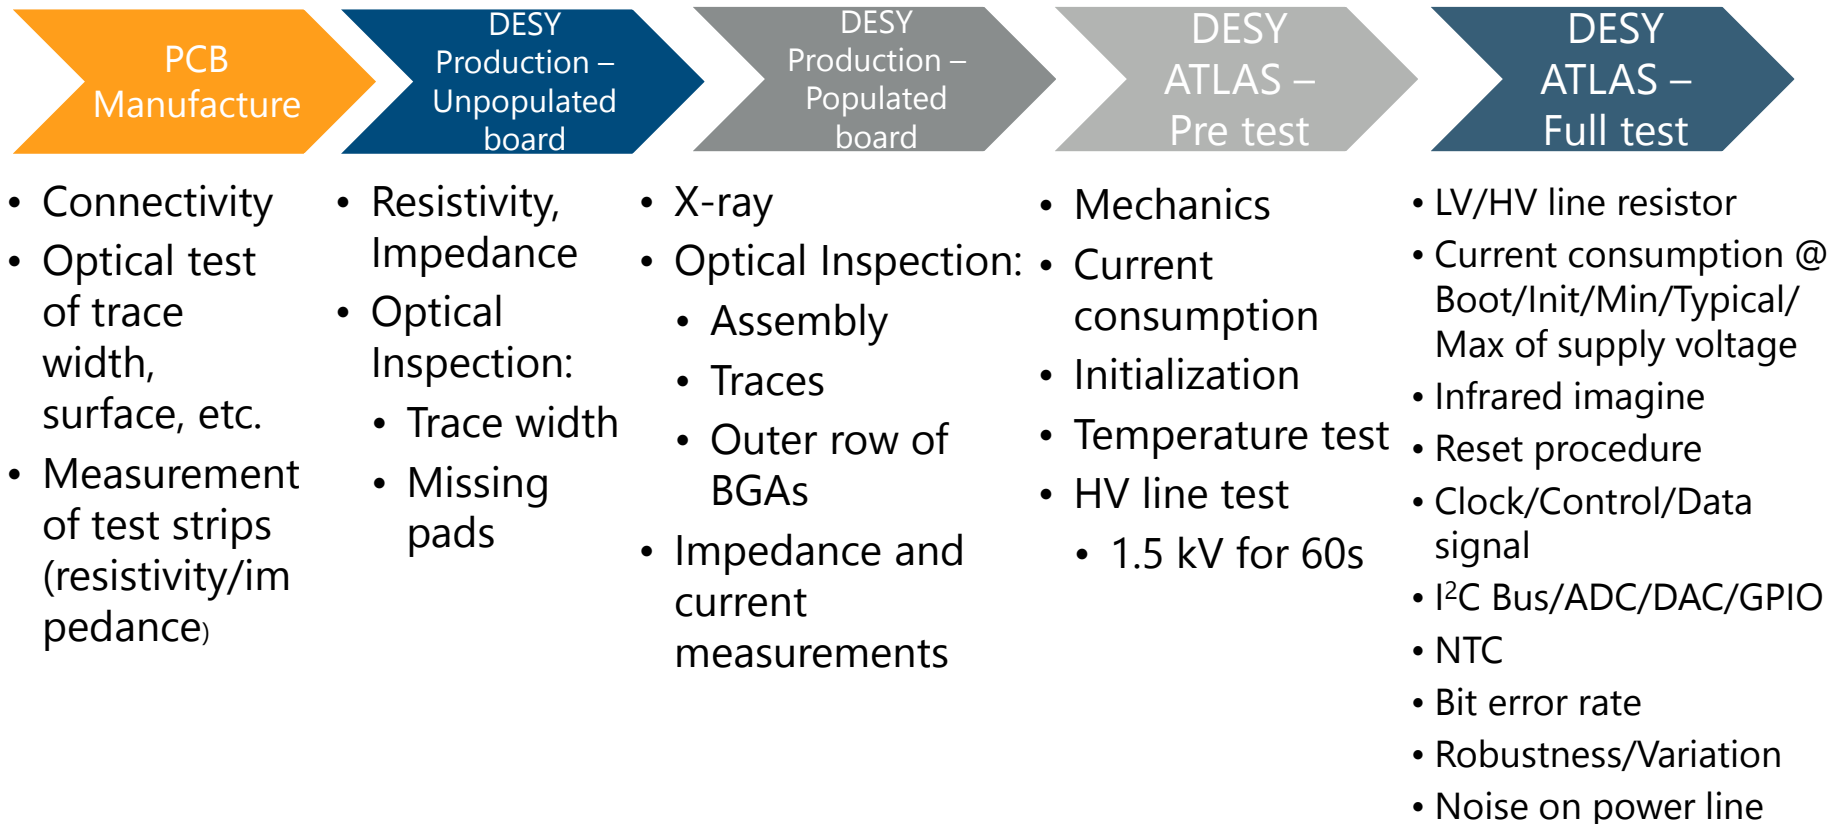 PCB
Manufacture
DESY
Production –
Unpopulated
board
DESY
Production –
Populated
board
DESY
ATLAS –
Pre test
DESY
ATLAS –
Full test
• Connectivity
• Optical test
of trace
width,
surface, etc.
• Measurement
of test strips
(resistivity/im
pedance)
• Resistivity,
Impedance
• Optical
Inspection:
• Trace width
• Missing
pads
• X-ray
• Optical Inspection:
• Assembly
• Traces
• Outer row of
BGAs
• Impedance and
current
measurements
• Mechanics
• Current
consumption
• Initialization
• Temperature test
• HV line test
• 1.5 kV for 60s
• LV/HV line resistor
• Current consumption @
Boot/Init/Min/Typical/
Max of supply voltage
• Infrared imagine
• Reset procedure
• Clock/Control/Data
signal
• I²C Bus/ADC/DAC/GPIO
• NTC
• Bit error rate
• Robustness/Variation
• Noise on power line